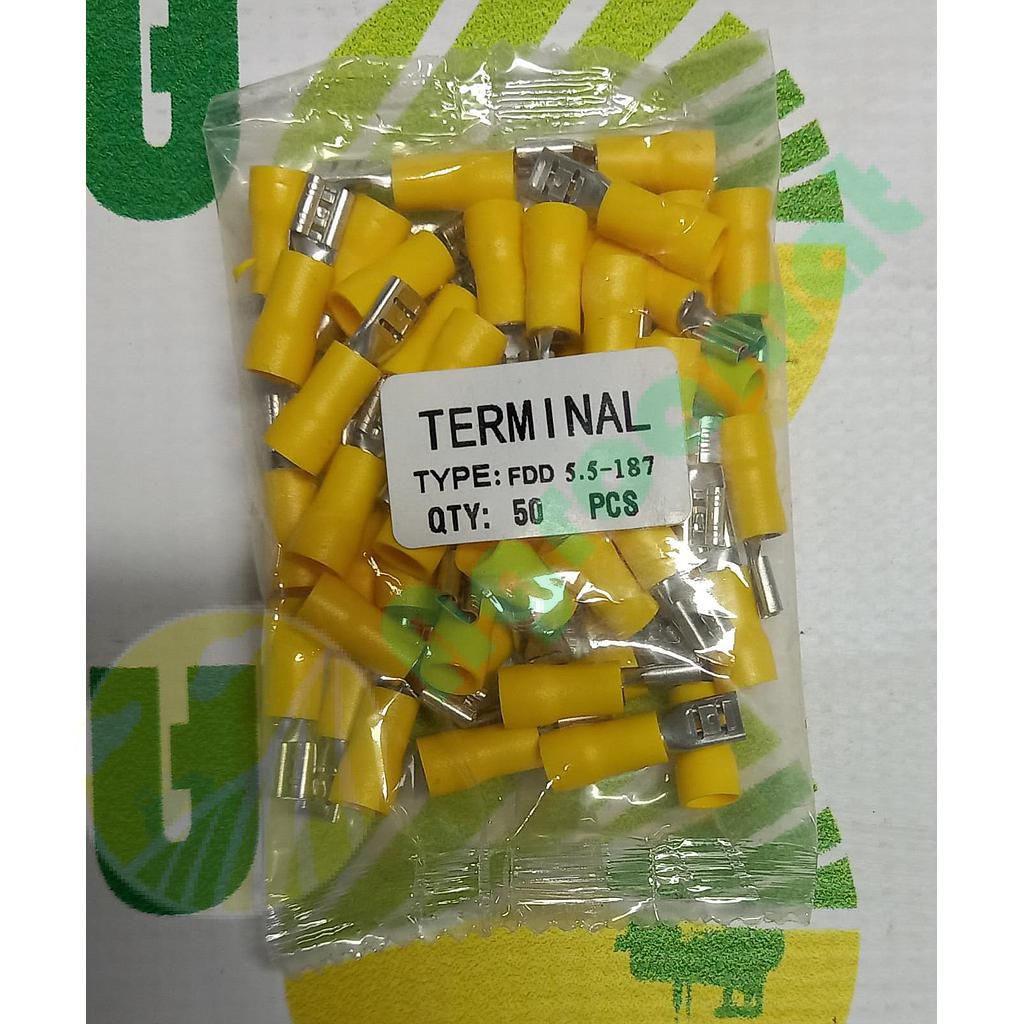 TERMINAL
TYPE: FDD 5.5-187
QTY: 50 PCS